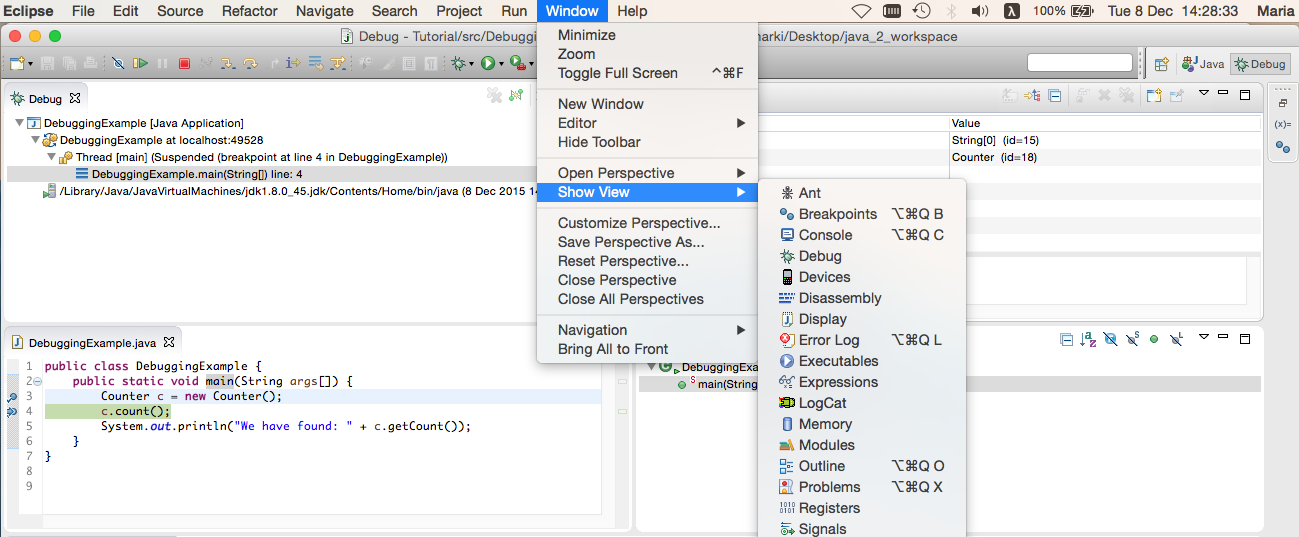 Eclipse File Edit Source Refactor Navigate Search Project Run Window Help 100% Tue 8 Dec 14:28:33 Maria
Debug - Tutorial/src/Debugging
marki/Desktop/java_2_workspace
Java Debug
Debug
DebuggingExample [Java Application]
DebuggingExample at localhost:49528
Thread [main] (Suspended (breakpoint at line 4 in DebuggingExample))
DebuggingExample.main(String[]) line: 4
/Library/Java/JavaVirtualMachines/jdk1.8.0_45.jdk/Contents/Home/bin/java (8 Dec 2015 14
Minimize
Zoom
Toggle Full Screen ^⌘F
New Window
Editor
Hide Toolbar
Open Perspective
Show View
Customize Perspective...
Save Perspective As...
Reset Perspective...
Close Perspective
Close All Perspectives
Navigation
Bring All to Front
Ant
Breakpoints ⌥⌘Q B
Console ⌥⌘Q C
Debug
Devices
Disassembly
Display
Error Log ⌥⌘Q L
Executables
Expressions
LogCat
Memory
Modules
Outline ⌥⌘Q O
Problems ⌥⌘Q X
Registers
Signals
Value
String[0] (id=15)
Counter (id=18)
(x)=
DebuggingExample.java
1 public class DebuggingExample {
2 public static void main(String args[]) {
3 Counter c = new Counter();
4 c.count();
5 System.out.println("We have found: " + c.getCount());
6 }
7 }
8
9
DebuggingExa
main(String